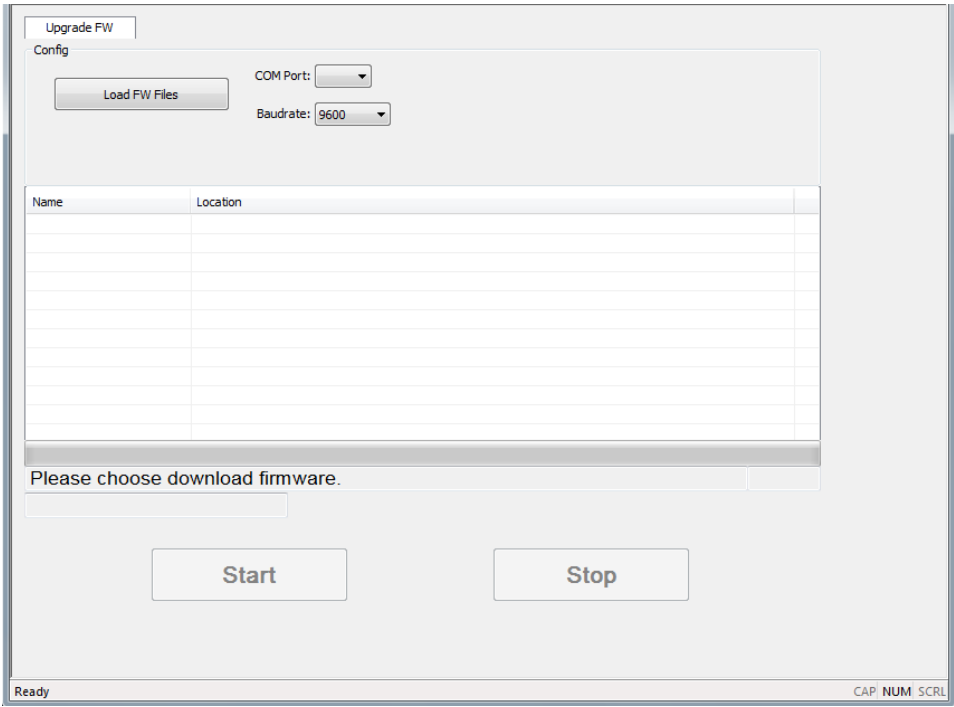 Upgrade FW
Config
Load FW Files
COM Port:
Baudrate: 9600
Name Location
Please choose download firmware.
Start Stop
Ready CAP NUM SCRL